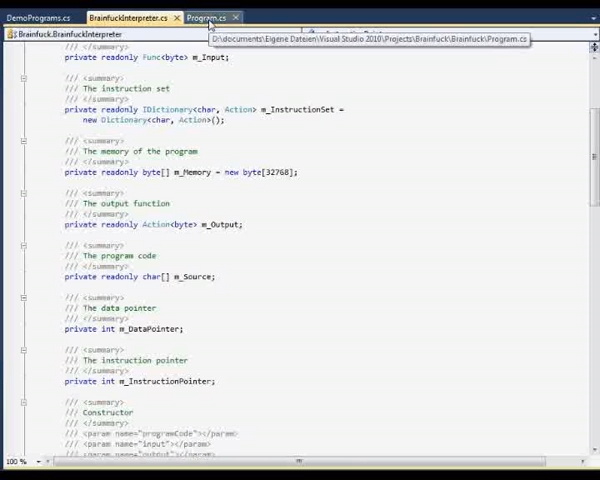 DemoPrograms.cs BrainfuckInterpreter.cs Program.cs
Brainfuck.BrainfuckInterpreter
D:\documents\Eigene Dateien\Visual Studio 2010\Projects\Brainfuck\Brainfuck\Program.cs
/// </summary>
private readonly Func<byte> m_Input;
/// <summary>
/// The instruction set
/// </summary>
private readonly IDictionary<char, Action> m_InstructionSet =
new Dictionary<char, Action>();
/// <summary>
/// The memory of the program
/// </summary>
private readonly byte[] m_Memory = new byte[32768];
/// <summary>
/// The output function
/// </summary>
private readonly Action<byte> m_Output;
/// <summary>
/// The program code
/// </summary>
private readonly char[] m_Source;
/// <summary>
/// The data pointer
/// </summary>
private int m_DataPointer;
/// <summary>
/// The instruction pointer
/// </summary>
private int m_InstructionPointer;
/// <summary>
/// Constructor
/// </summary>
/// <param name="programCode"></param>
/// <param name="input"></param>
/// <param name="output"></param>
100 %